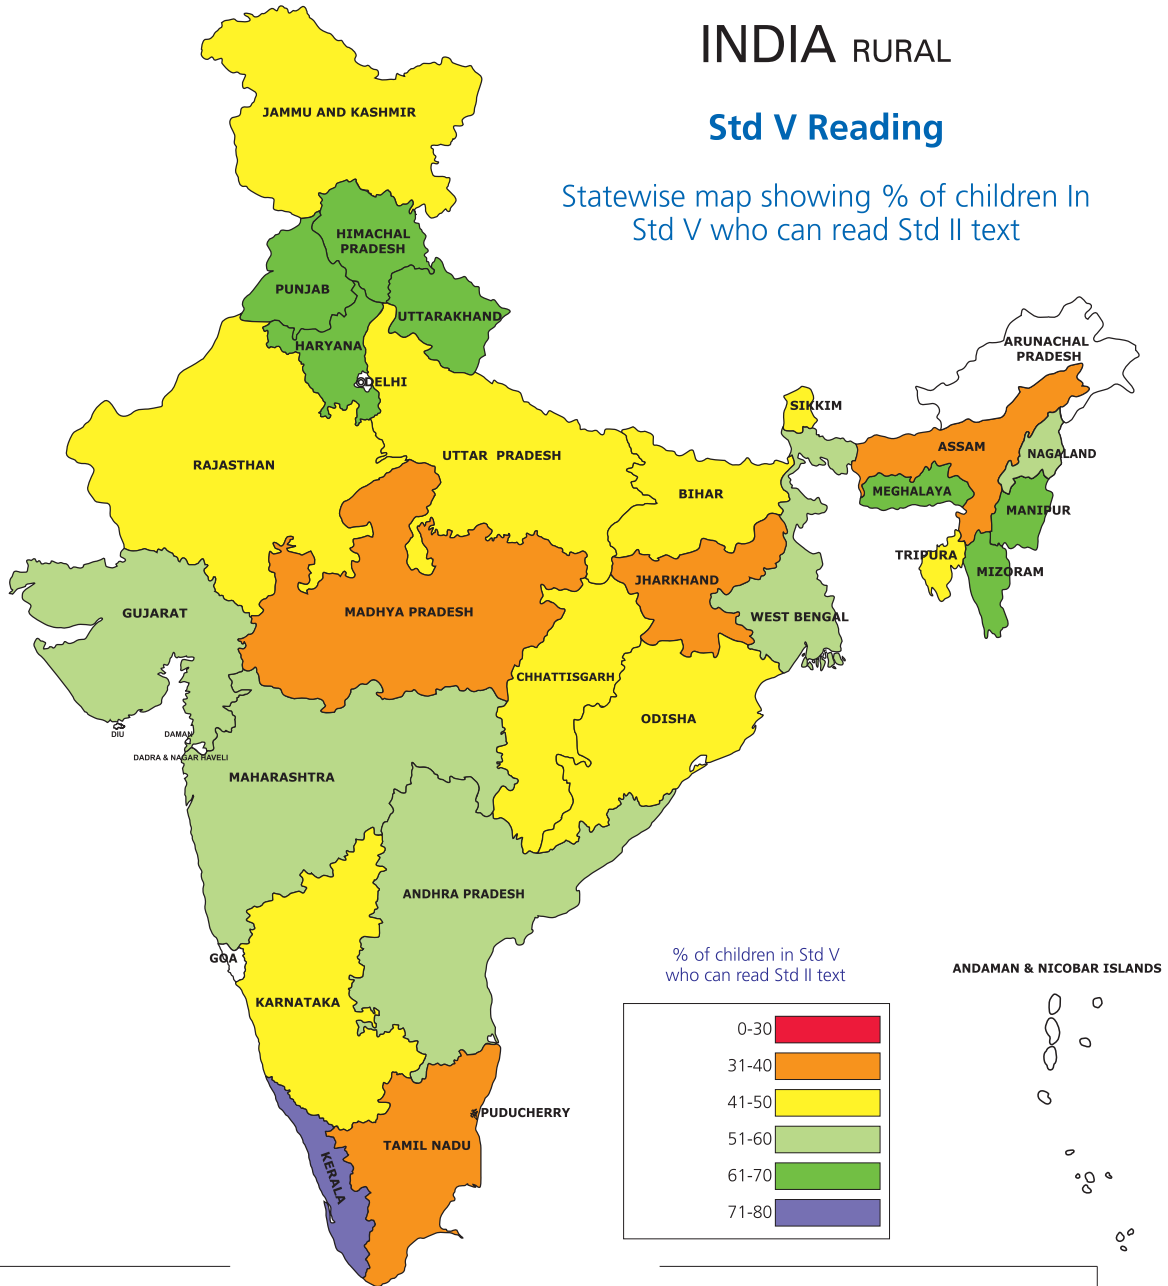 INDIA RURAL
Std V Reading
Statewise map showing % of children In
Std V who can read Std II text
JAMMU AND KASHMIR
HIMACHAL
PRADESH
PUNJAB
UTTARAKHAND
HARYANA
DELHI
ARUNACHAL
PRADESH
SIKKIM
RAJASTHAN
UTTAR PRADESH
BIHAR
ASSAM
NAGALAND
MEGHALAYA
MANIPUR
TRIPURA
MIZORAM
GUJARAT
MADHYA PRADESH
JHARKHAND
WEST BENGAL
CHHATTISGARH
ODISHA
DIU
DAMAN
DADRA & NAGAR HAVELI
MAHARASHTRA
ANDHRA PRADESH
GOA
KARNATAKA
PUDUCHERRY
TAMIL NADU
KERALA
ANDAMAN & NICOBAR ISLANDS
% of children in Std V
who can read Std II text
0-30
31-40
41-50
51-60
61-70
71-80